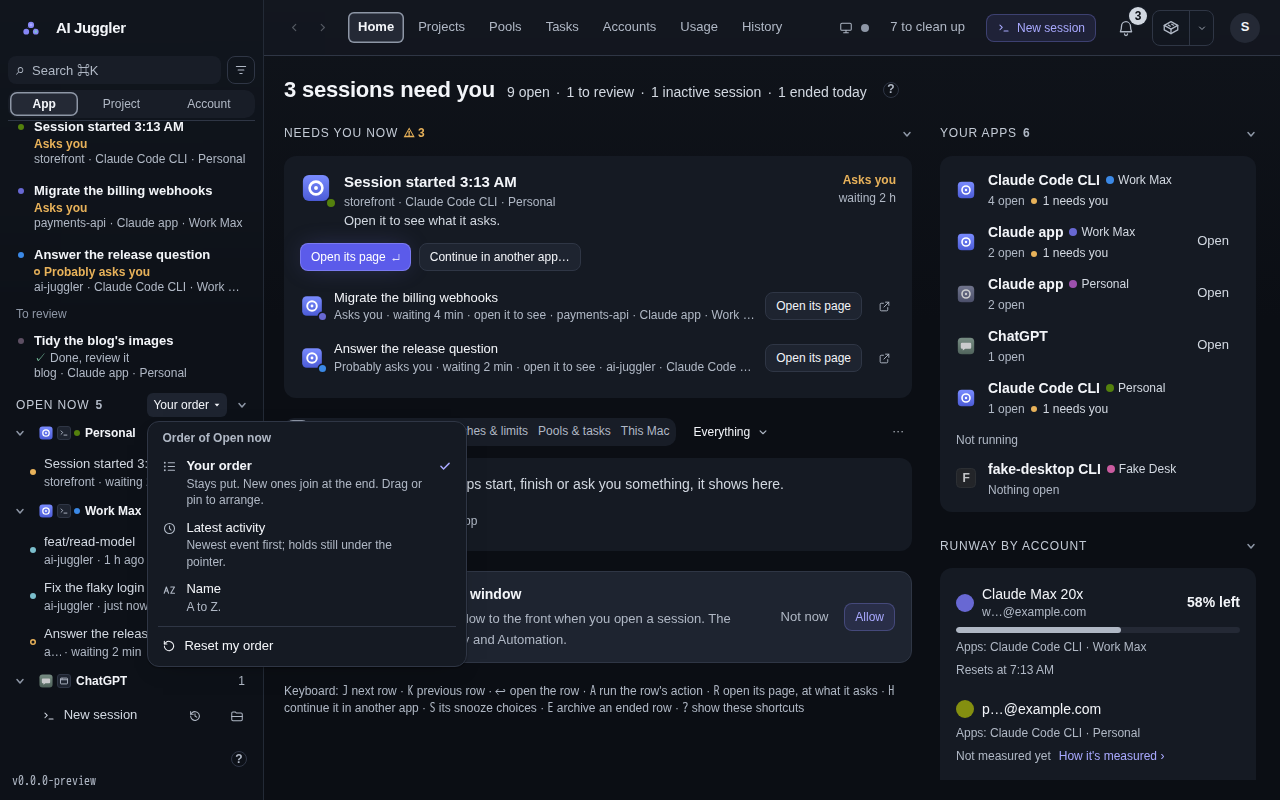 AI Juggler
Search ⌘K
App Project Account
Session started 3:13 AM
Asks you
storefront · Claude Code CLI · Personal
Migrate the billing webhooks
Asks you
payments-api · Claude app · Work Max
Answer the release question
Probably asks you
ai-juggler · Claude Code CLI · Work …
To review
Tidy the blog's images
✓ Done, review it
blog · Claude app · Personal
OPEN NOW 5
Your order
Personal
Session started 3:
storefront · waiting
Work Max
feat/read-model
ai-juggler · 1 h ago
Fix the flaky login
ai-juggler · just now
Answer the releas
a… · waiting 2 min
ChatGPT 1
New session
?
v0.0.0-preview
Order of Open now
Your order
Stays put. New ones join at the end. Drag or
pin to arrange.
Latest activity
Newest event first; holds still under the
pointer.
AZ Name
A to Z.
Reset my order
Home Projects Pools Tasks Accounts Usage History
7 to clean up
New session
3
S
3 sessions need you 9 open · 1 to review · 1 inactive session · 1 ended today ?
NEEDS YOU NOW 3
Session started 3:13 AM
storefront · Claude Code CLI · Personal
Open it to see what it asks.
Asks you
waiting 2 h
Open its page Continue in another app…
Migrate the billing webhooks
Asks you · waiting 4 min · open it to see · payments-api · Claude app · Work …
Open its page
Answer the release question
Probably asks you · waiting 2 min · open it to see · ai-juggler · Claude Code …
Open its page
hes & limits Pools & tasks This Mac Everything ···
ps start, finish or ask you something, it shows here.
pp
window
low to the front when you open a session. The
y and Automation.
Not now Allow
Keyboard: J next row · K previous row · ↩ open the row · A run the row's action · R open its page, at what it asks · H
continue it in another app · S its snooze choices · E archive an ended row · ? show these shortcuts
YOUR APPS 6
Claude Code CLI Work Max
4 open 1 needs you
Claude app Work Max
2 open 1 needs you
Open
Claude app Personal
2 open
Open
ChatGPT
1 open
Open
Claude Code CLI Personal
1 open 1 needs you
Not running
F fake-desktop CLI Fake Desk
Nothing open
RUNWAY BY ACCOUNT
Claude Max 20x
w…@example.com
58% left
Apps: Claude Code CLI · Work Max
Resets at 7:13 AM
p…@example.com
Apps: Claude Code CLI · Personal
Not measured yet How it's measured ›